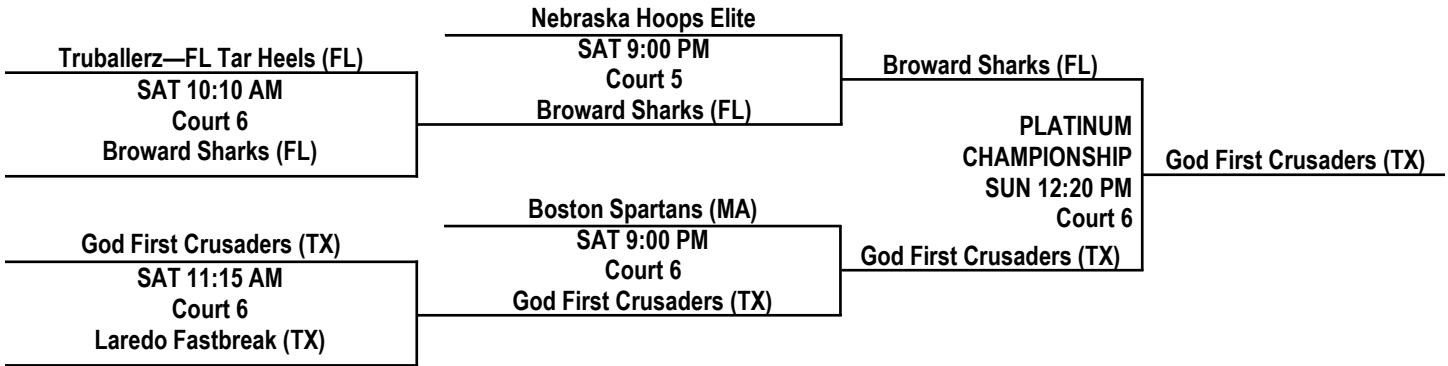 Truballerz—FL Tar Heels (FL)
SAT 10:10 AM
Court 6
Broward Sharks (FL)
God First Crusaders (TX)
SAT 11:15 AM
Court 6
Laredo Fastbreak (TX)
Nebraska Hoops Elite
SAT 9:00 PM
Court 5
Broward Sharks (FL)
Boston Spartans (MA)
SAT 9:00 PM
Court 6
God First Crusaders (TX)
Broward Sharks (FL)
PLATINUM
CHAMPIONSHIP
SUN 12:20 PM
Court 6
God First Crusaders (TX)
God First Crusaders (TX)